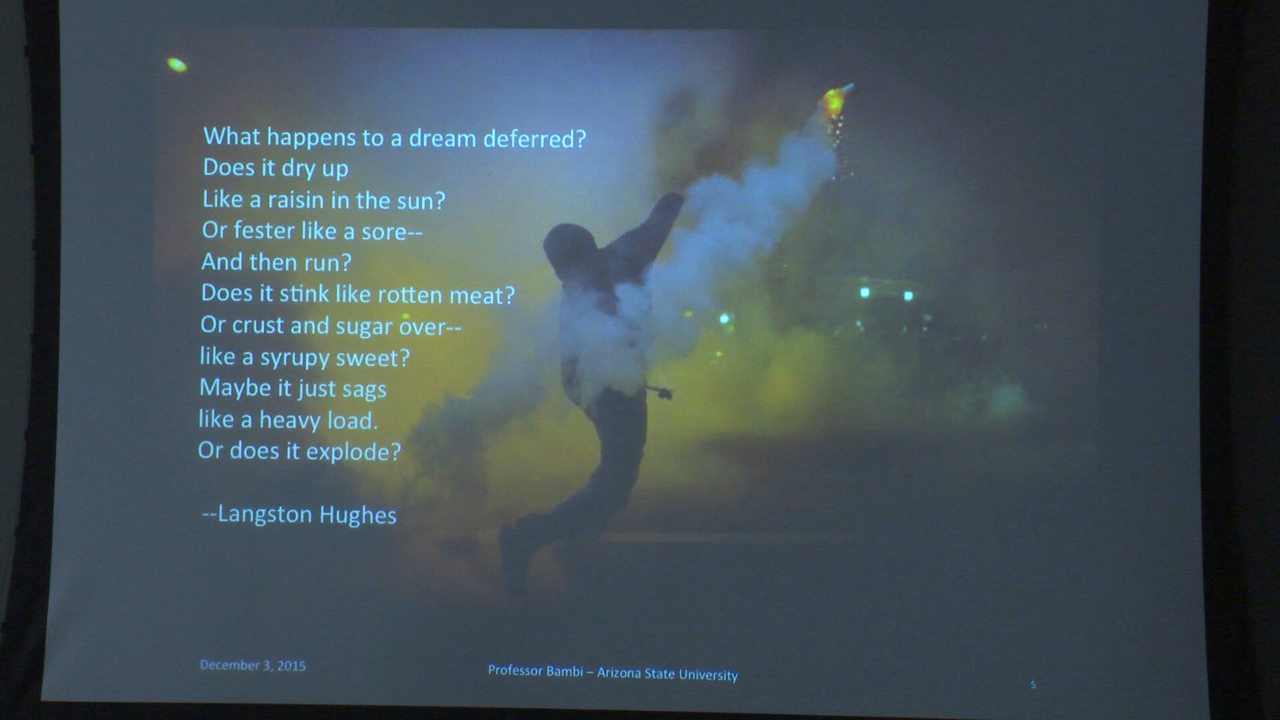 What happens to a dream deferred?
Does it dry up
Like a raisin in the sun?
Or fester like a sore--
And then run?
Does it stink like rotten meat?
Or crust and sugar over--
like a syrupy sweet?
Maybe it just sags
like a heavy load.
Or does it explode?
--Langston Hughes
December 3, 2015
Professor Bambi – Arizona State University
5